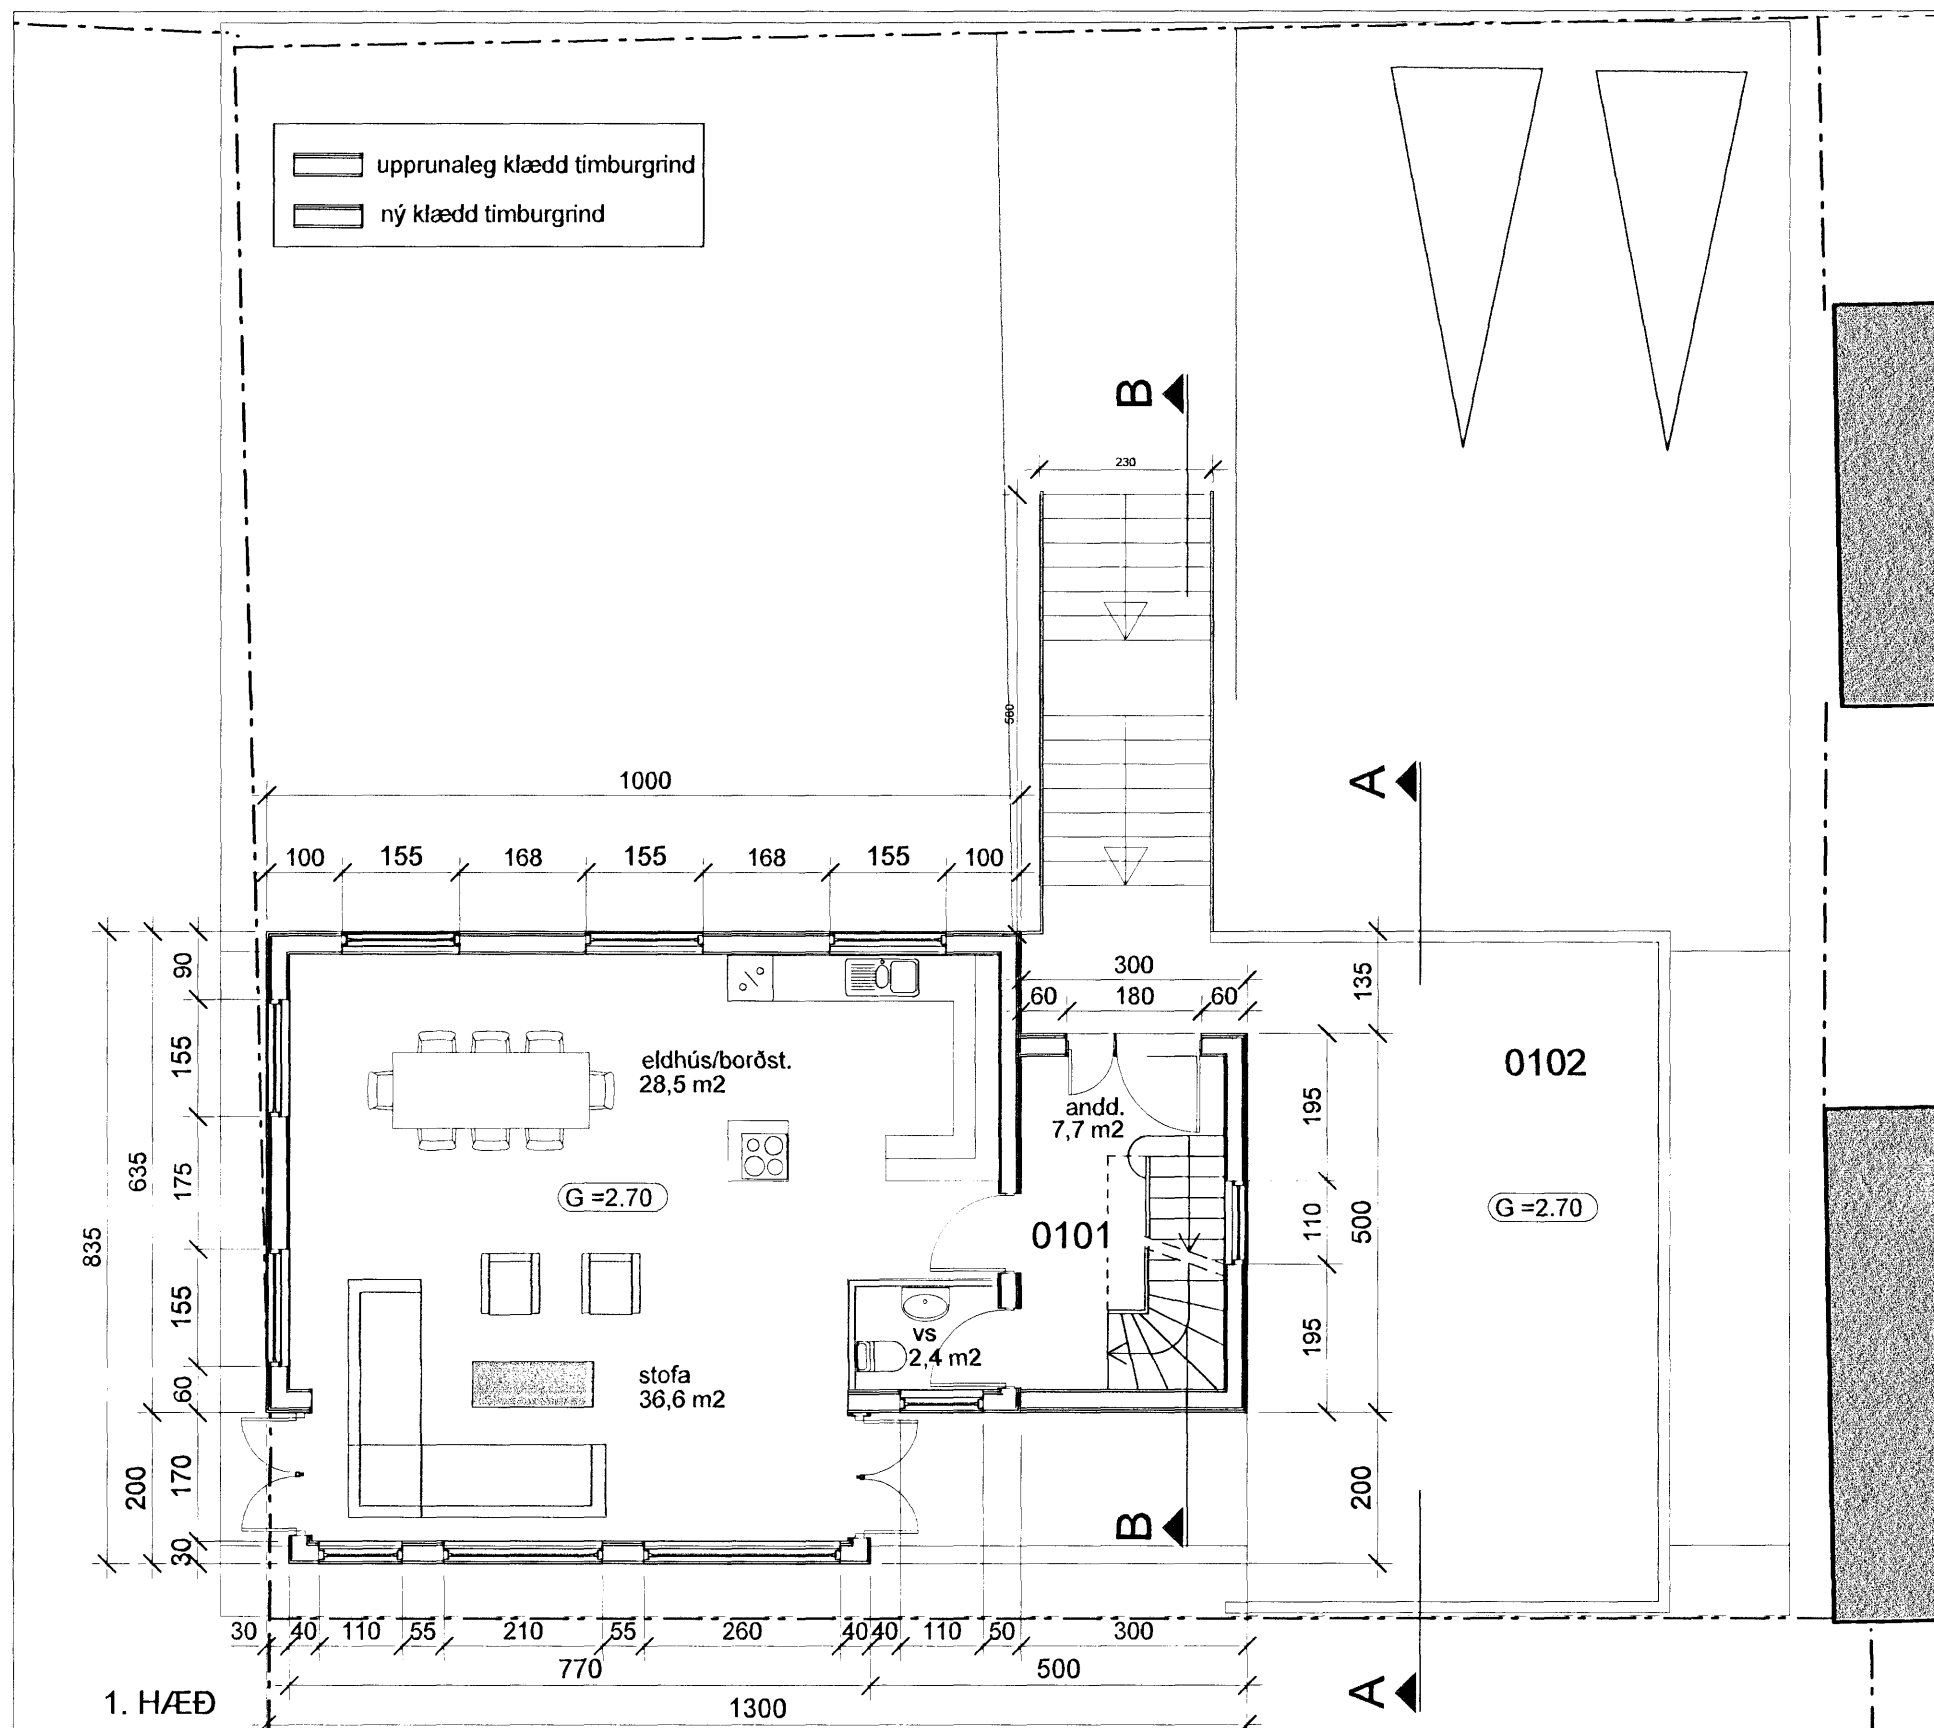 upprunaleg klædd timburgrind
ný klædd timburgrind
B
230
580
A
1000
100 155 168 155 168 155 100
300
60 180 60
135
90
155
635
175
835
155
60
200
170
30
eldhús/borðst.
28,5 m2
andd.
7,7 m2
195
0102
G =2.70
0101
110
500
G =2.70
vs
2,4 m2
195
stofa
36,6 m2
200
B
30 40 110 55 210 55 260 40 40 110 50 300
770 500
1. HÆÐ
1300
A